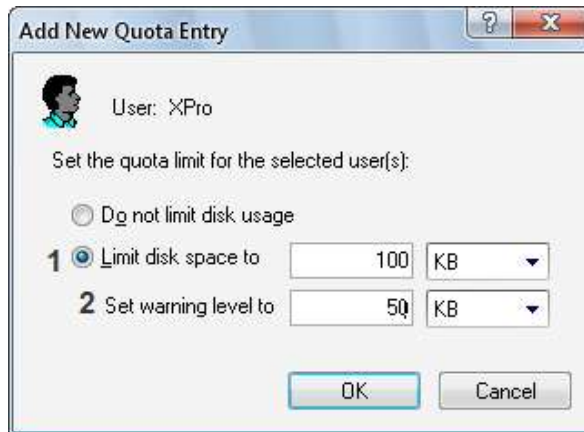 Add New Quota Entry
?
User: XPro
Set the quota limit for the selected user(s):
Do not limit disk usage
1 Limit disk space to 100 KB
2 Set warning level to 50 KB
OK Cancel